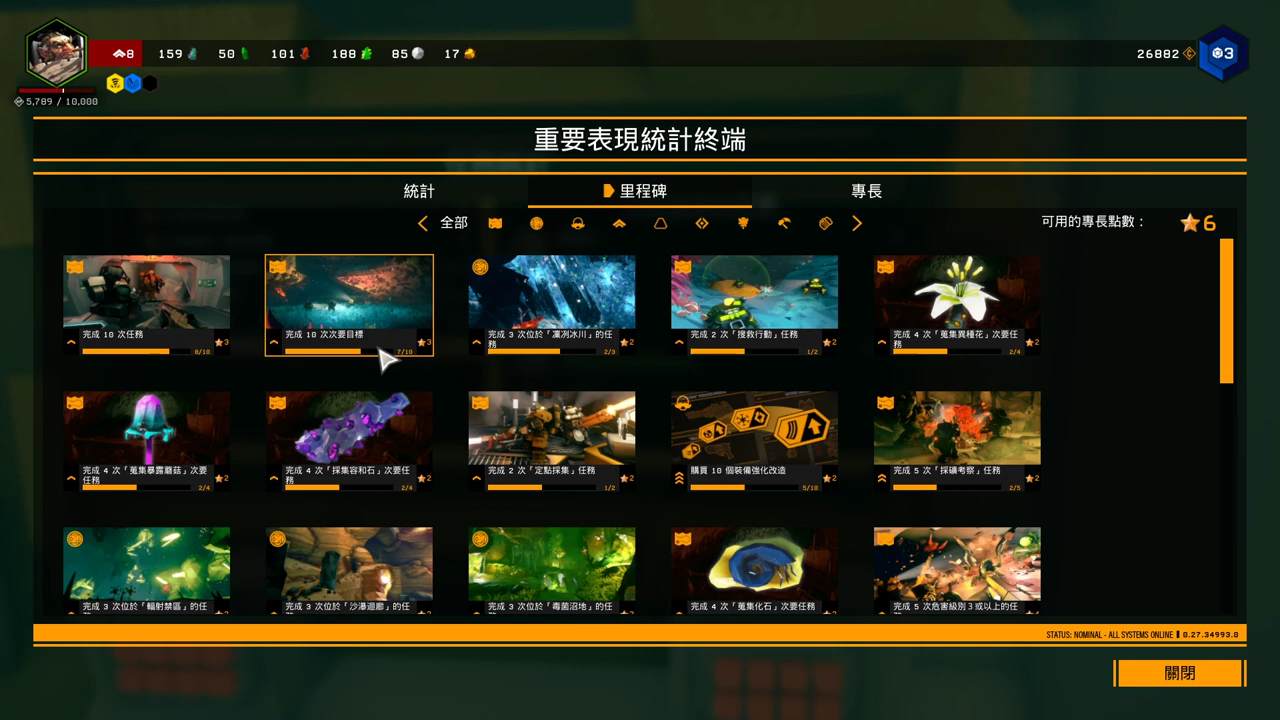 8 159 50 101 188 85 17 26882 3
5,789 / 10,000
重要表現統計終端
統計 里程碑 專長
全部 可用的專長點數： 6
完成 10 次任務
3
8/10
完成 10 次次要目標
3
7/10
完成 3 次位於「凜冽冰川」的任
務
2
2/3
完成 2 次「搜救行動」任務
2
1/2
完成 4 次「蒐集異種花」次要任
務
2
2/4
完成 4 次「蒐集暴露蘑菇」次要
任務
2
2/4
完成 4 次「採集容和石」次要任
務
2
2/4
完成 2 次「定點採集」任務
2
1/2
購買 10 個裝備強化改造
2
5/10
完成 5 次「採礦考察」任務
2
2/5
完成 3 次位於「輻射禁區」的任
完成 3 次位於「沙瀑迴廊」的任
完成 3 次位於「毒菌沼地」的任
完成 4 次「蒐集化石」次要任務
完成 5 次危害級別３或以上的任
STATUS: NOMINAL - ALL SYSTEMS ONLINE 0.27.34993.0
關閉